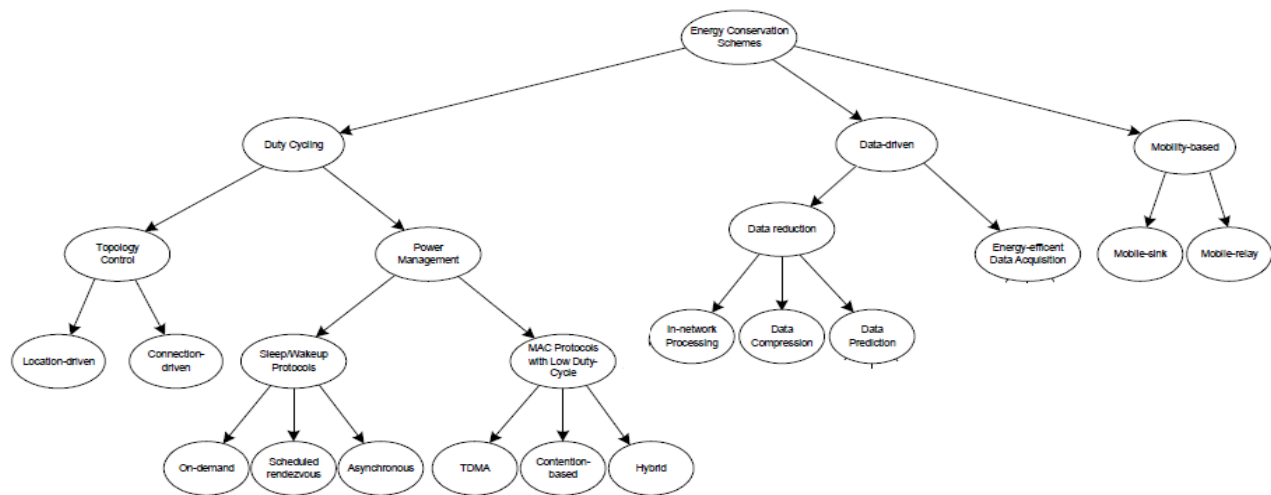 Energy Conservation
Schemes
Duty Cycling
Data-driven
Mobility-based
Topology
Control
Power
Management
Data reduction
Energy-efficent
Data Acquisition
Mobile-sink
Mobile-relay
Location-driven
Connection-
driven
Sleep/Wakeup
Protocols
MAC Protocols
with Low Duty-
Cycle
In-network
Processing
Data
Compression
Data
Prediction
On-demand
Scheduled
rendezvous
Asynchronous
TDMA
Contention-
based
Hybrid